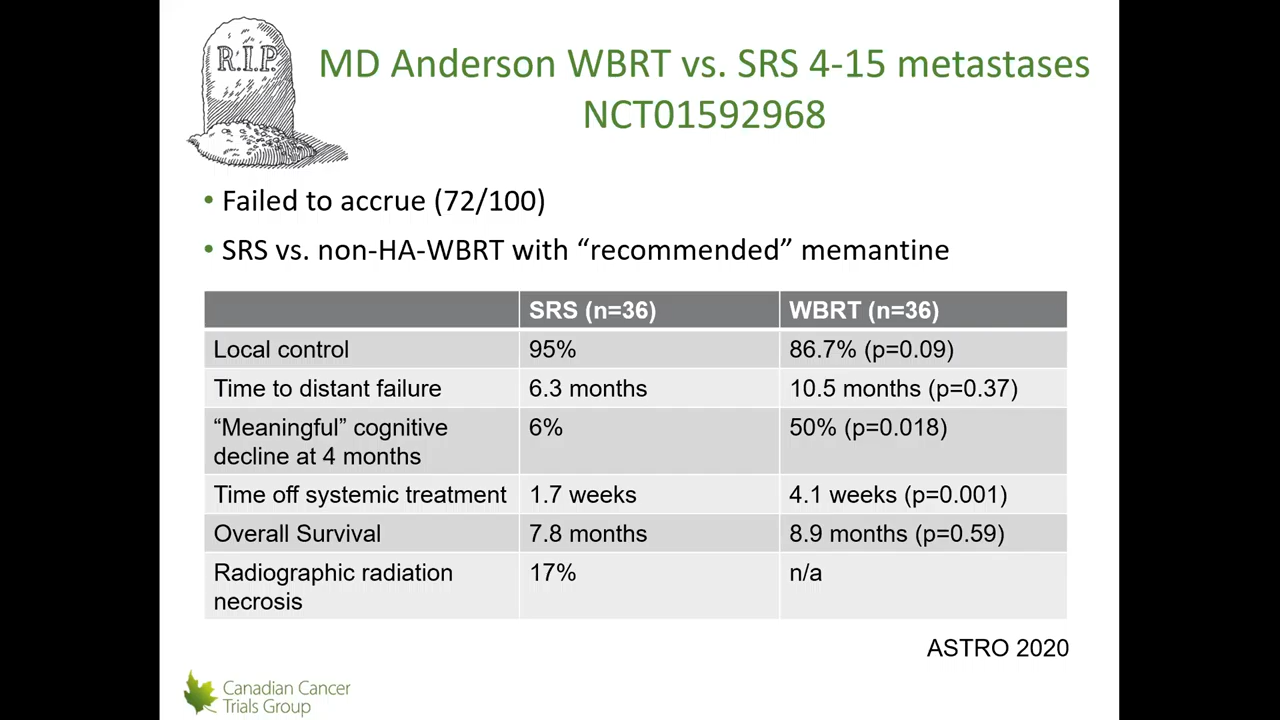 R.I.P.
MD Anderson WBRT vs. SRS 4-15 metastases
NCT01592968
• Failed to accrue (72/100)
• SRS vs. non-HA-WBRT with “recommended” memantine
SRS (n=36) WBRT (n=36)
Local control 95% 86.7% (p=0.09)
Time to distant failure 6.3 months 10.5 months (p=0.37)
“Meaningful” cognitive 6% 50% (p=0.018)
decline at 4 months
Time off systemic treatment 1.7 weeks 4.1 weeks (p=0.001)
Overall Survival 7.8 months 8.9 months (p=0.59)
Radiographic radiation 17% n/a
necrosis
ASTRO 2020
Canadian Cancer
Trials Group